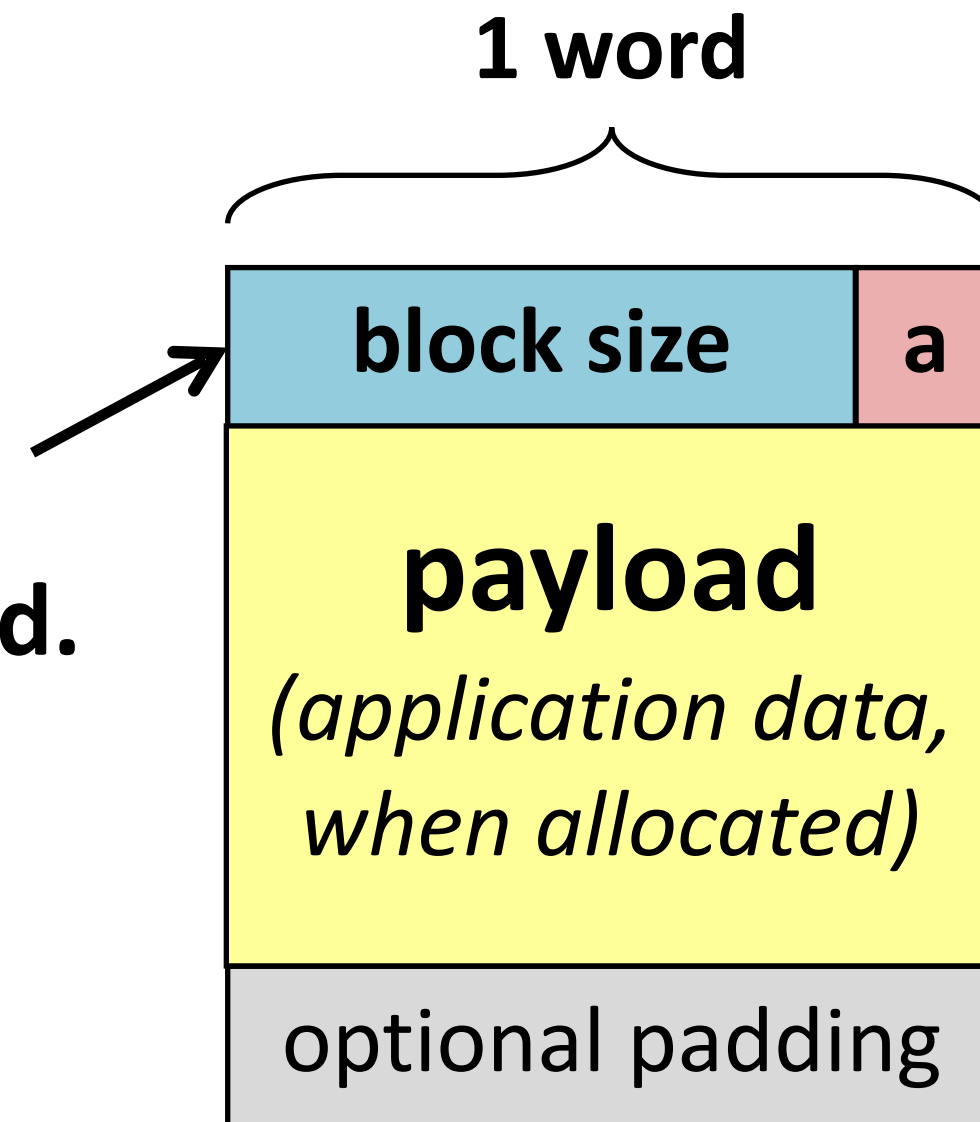 1 word
block size a
payload
d.
(application data,
when allocated)
optional padding